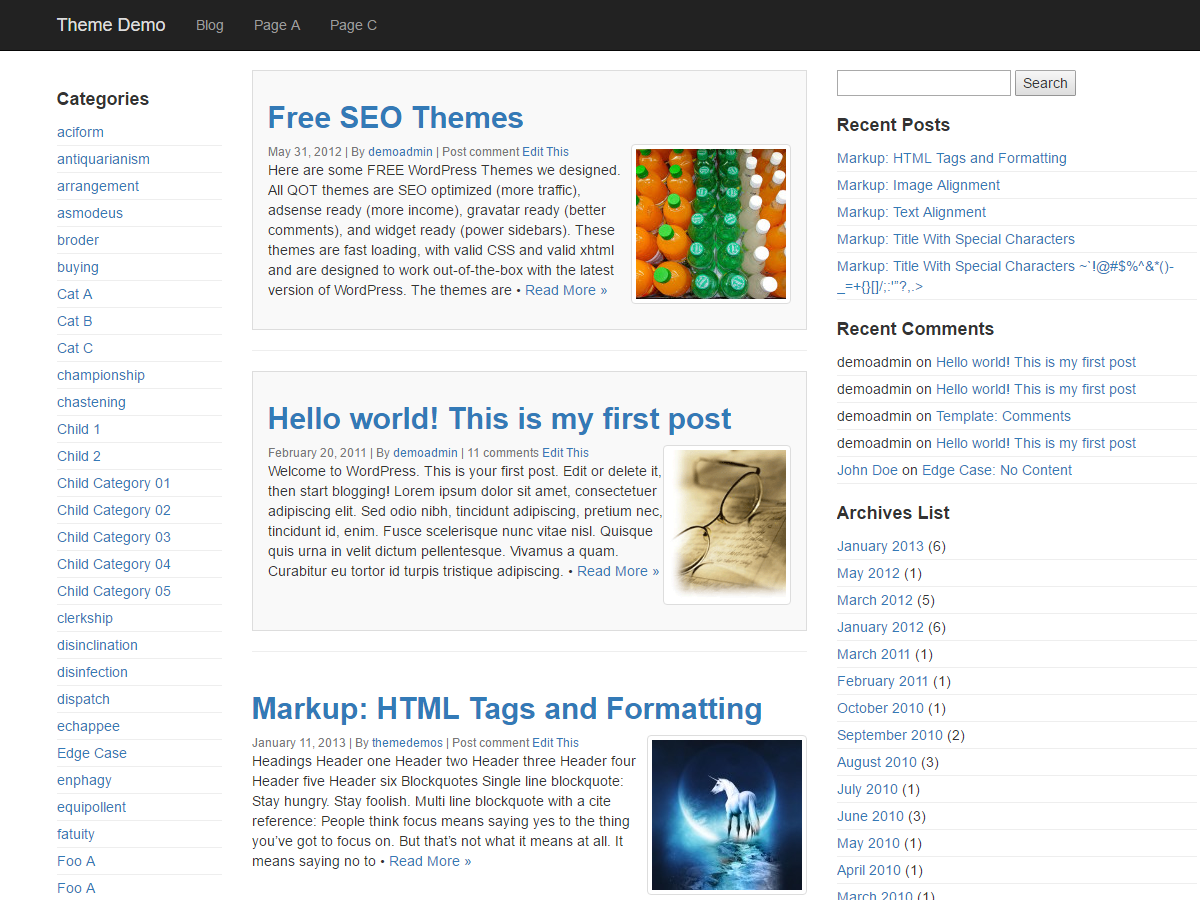 Theme Demo Blog Page A Page C
Categories
aciform
antiquarianism
arrangement
asmodeus
broder
buying
Cat A
Cat B
Cat C
championship
chastening
Child 1
Child 2
Child Category 01
Child Category 02
Child Category 03
Child Category 04
Child Category 05
clerkship
disinclination
disinfection
dispatch
echappee
Edge Case
enphagy
equipollent
fatuity
Foo A
Foo A
Free SEO Themes
May 31, 2012 | By demoadmin | Post comment Edit This
Here are some FREE WordPress Themes we designed.
All QOT themes are SEO optimized (more traffic),
adsense ready (more income), gravatar ready (better
comments), and widget ready (power sidebars). These
themes are fast loading, with valid CSS and valid xhtml
and are designed to work out-of-the-box with the latest
version of WordPress. The themes are • Read More »
Hello world! This is my first post
February 20, 2011 | By demoadmin | 11 comments Edit This
Welcome to WordPress. This is your first post. Edit or delete it,
then start blogging! Lorem ipsum dolor sit amet, consectetuer
adipiscing elit. Sed odio nibh, tincidunt adipiscing, pretium nec,
tincidunt id, enim. Fusce scelerisque nunc vitae nisl. Quisque
quis urna in velit dictum pellentesque. Vivamus a quam.
Curabitur eu tortor id turpis tristique adipiscing. • Read More »
Markup: HTML Tags and Formatting
January 11, 2013 | By themedemos | Post comment Edit This
Headings Header one Header two Header three Header four
Header five Header six Blockquotes Single line blockquote:
Stay hungry. Stay foolish. Multi line blockquote with a cite
reference: People think focus means saying yes to the thing
you’ve got to focus on. But that’s not what it means at all. It
means saying no to • Read More »
Search
Recent Posts
Markup: HTML Tags and Formatting
Markup: Image Alignment
Markup: Text Alignment
Markup: Title With Special Characters
Markup: Title With Special Characters ~`!@#$%^&*()-
_=+{}[]/;:'"?,.>
Recent Comments
demoadmin on Hello world! This is my first post
demoadmin on Hello world! This is my first post
demoadmin on Template: Comments
demoadmin on Hello world! This is my first post
John Doe on Edge Case: No Content
Archives List
January 2013 (6)
May 2012 (1)
March 2012 (5)
January 2012 (6)
March 2011 (1)
February 2011 (1)
October 2010 (1)
September 2010 (2)
August 2010 (3)
July 2010 (1)
June 2010 (3)
May 2010 (1)
April 2010 (1)
March 2010 (1)